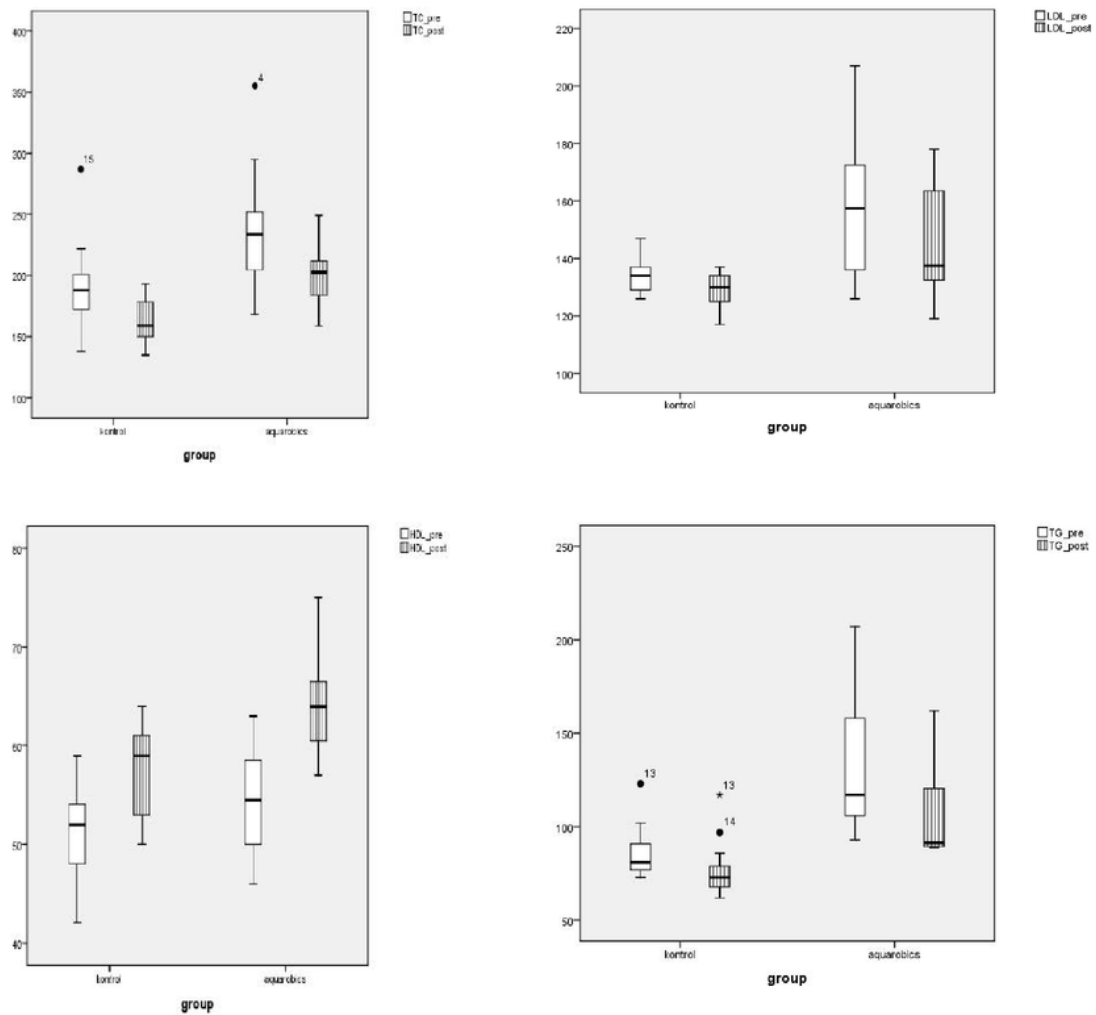 TC_pre
TC_post
400
350
300
250
200
150
100
4
15
kontrol
aquarobics
group
LDL_pre
LDL_post
220
200
180
160
140
120
100
kontrol
aquarobics
group
HDL_pre
HDL_post
80
70
60
50
40
kontrol
aquarobics
group
TG_pre
TG_post
250
200
150
100
50
13
13
14
kontrol
aquarobics
group